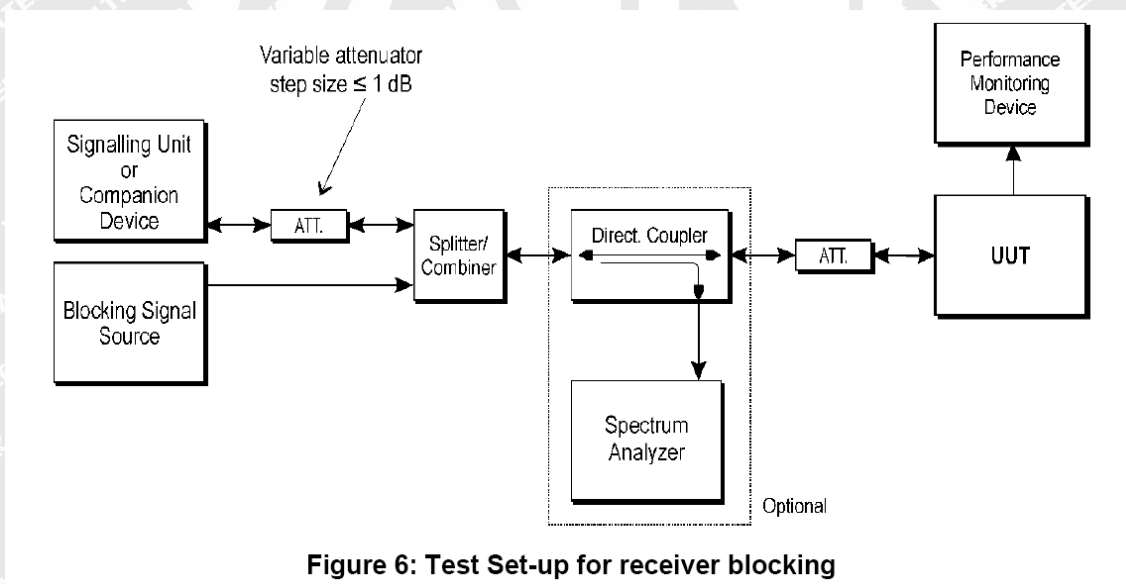 Variable attenuator
step size ≤ 1 dB
Performance
Monitoring
Device
Signalling Unit
or
Companion
Device
ATT.
Splitter/
Combiner
Direct. Coupler
ATT.
UUT
Blocking Signal
Source
Spectrum
Analyzer
Optional
Figure 6: Test Set-up for receiver blocking